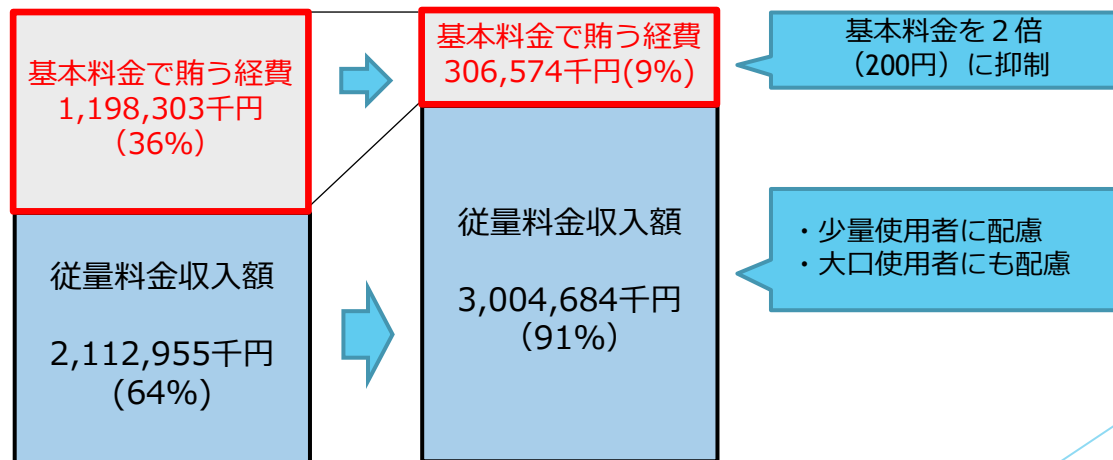 基本料金で賄う経費
1,198,303千円
（36%）
従量料金収入額
2,112,955千円
(64%)
基本料金で賄う経費
306,574千円(9%)
従量料金収入額
3,004,684千円
（91%）
基本料金を２倍
（200円）に抑制
・少量使用者に配慮
・大口使用者にも配慮